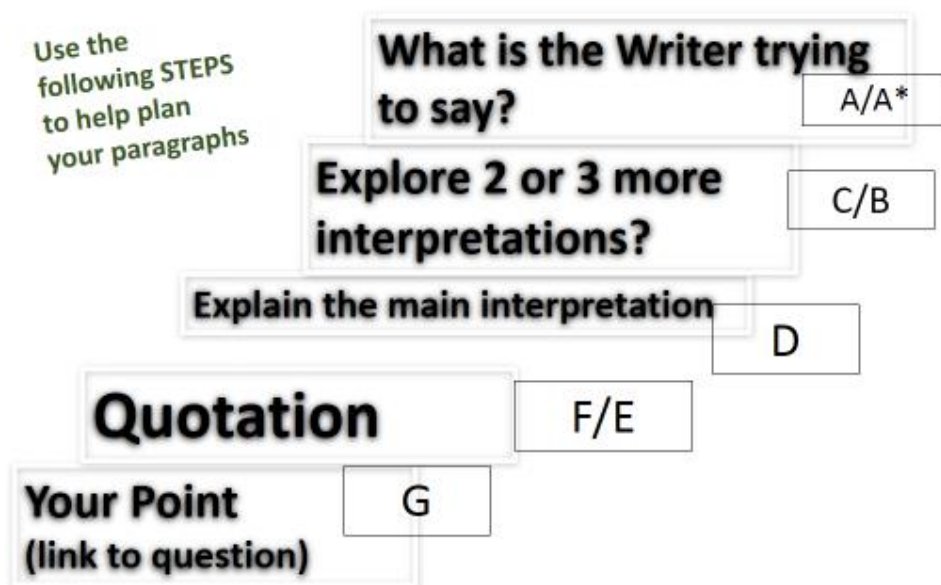 Use the
following STEPS
to help plan
your paragraphs
What is the Writer trying
to say?
A/A*
Explore 2 or 3 more
interpretations?
C/B
Explain the main interpretation
D
Quotation
F/E
Your Point
(link to question)
G